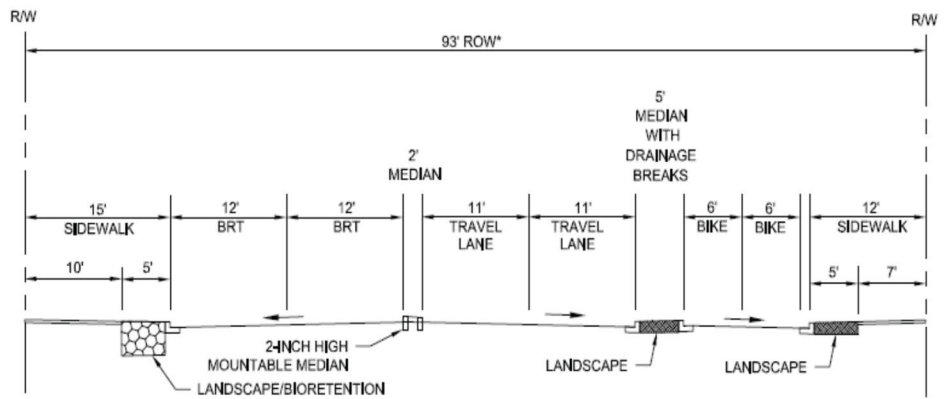 R/W
R/W
93' ROW*
5'
MEDIAN
WITH
DRAINAGE
BREAKS
2'
MEDIAN
15'
SIDEWALK
12'
BRT
12'
BRT
11'
TRAVEL
LANE
11'
TRAVEL
LANE
6'
BIKE
6'
BIKE
12'
SIDEWALK
10'
5'
5'
7'
2-INCH HIGH
MOUNTABLE MEDIAN
LANDSCAPE/BIORETENTION
LANDSCAPE
LANDSCAPE